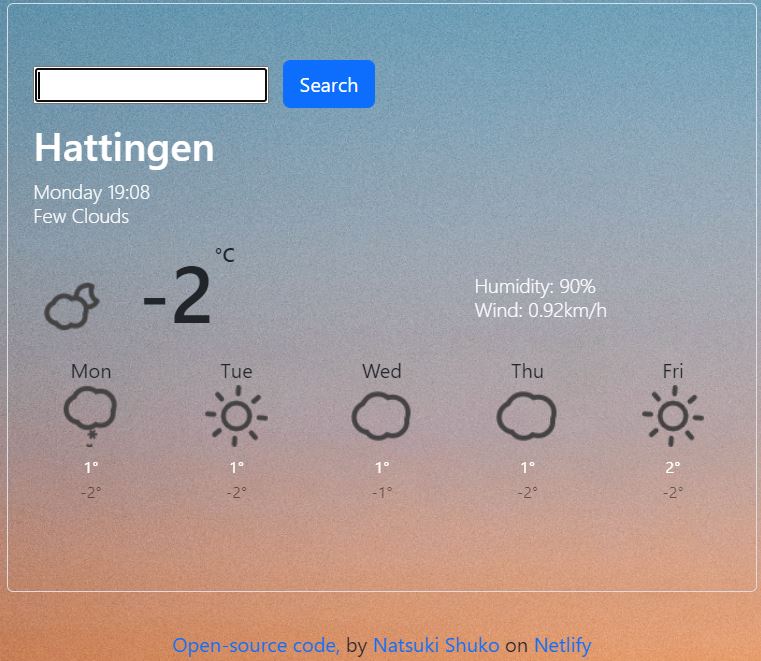 Search
Hattingen
Monday 19:08
Few Clouds
-2 °C
Humidity: 90%
Wind: 0.92km/h
Mon Tue Wed Thu Fri
1° 1° 1° 1° 2°
-2° -2° -1° -2° -2°
Open-source code, by Natsuki Shuko on Netlify